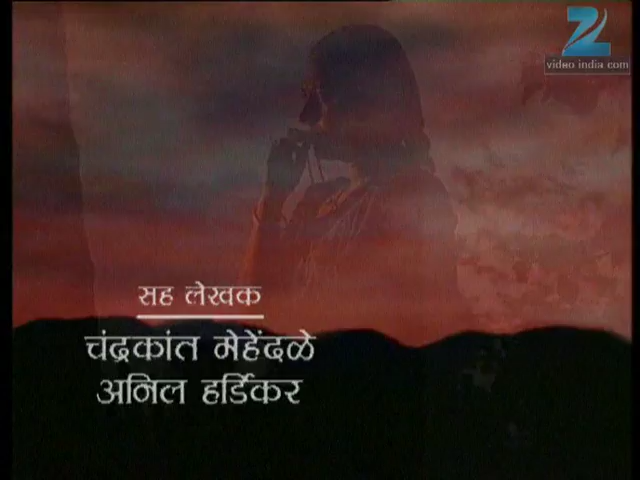 Z
video india com
सह लेखक
चंद्रकांत मेहेंदळे
अनिल हर्डिकर